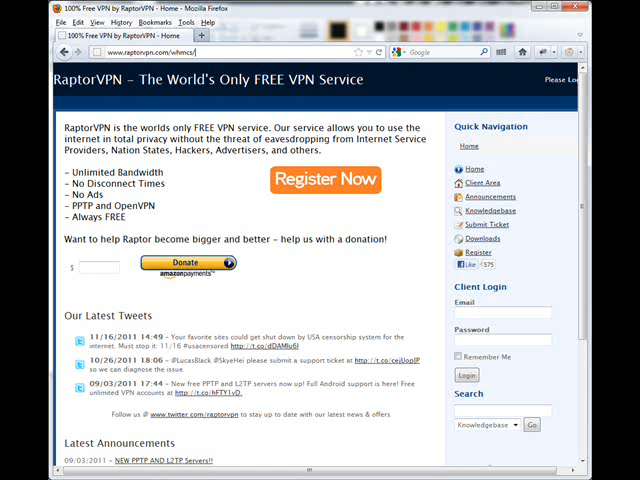 100% Free VPN by RaptorVPN - Home - Mozilla Firefox
File Edit View History Bookmarks Tools Help
100% Free VPN by RaptorVPN - Home
www.raptorvpn.com/whmcs/
Google
RaptorVPN - The World's Only FREE VPN Service
Please Lo
RaptorVPN is the worlds only FREE VPN service. Our service allows you to use the
internet in total privacy without the threat of eavesdropping from Internet Service
Providers, Nation States, Hackers, Advertisers, and others.
- Unlimited Bandwidth
- No Disconnect Times
- No Ads
- PPTP and OpenVPN
- Always FREE
Register Now
Want to help Raptor become bigger and better - help us with a donation!
$
Donate
amazonpayments™
Our Latest Tweets
11/16/2011 14:49 - Your favorite sites could get shut down by USA censorship system for the
internet. Must stop it: 11/16 #usacensored http://t.co/dDAMlu6l
10/26/2011 18:06 - @LucasBlack @SkyeHei please submit a support ticket at http://t.co/ceiUopIP
so we can diagnose the issue.
09/03/2011 17:44 - New free PPTP and L2TP servers now up! Full Android support is here! Free
unlimited VPN accounts at http://t.co/hFTY1vD.
Follow us @ www.twitter.com/raptorvpn to stay up to date with our latest news & offers
Latest Announcements
09/03/2011 - NEW PPTP AND L2TP Servers!!
Quick Navigation
Home
Home
Client Area
Announcements
Knowledgebase
Submit Ticket
Downloads
Register
Like 575
Client Login
Email
Password
Remember Me
Login
Search
Knowledgebase
Go